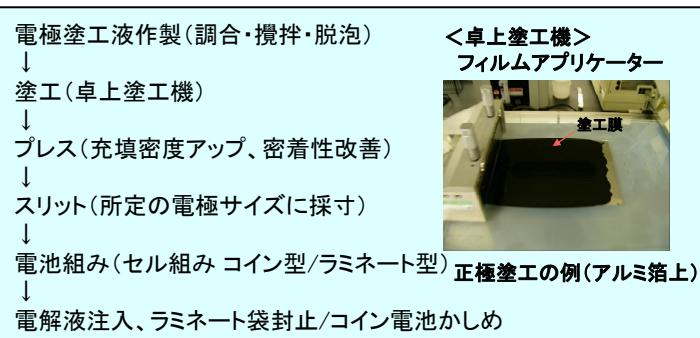 電極塗工液作製(調合・攪拌・脱泡)
↓
塗工(卓上塗工機)
↓
プレス(充填密度アップ、密着性改善)
↓
スリット(所定の電極サイズに採寸)
↓
電池組み(セル組み コイン型/ラミネート型)
↓
電解液注入、ラミネート袋封止/コイン電池かしめ
<卓上塗工機>
フィルムアプリケーター
塗工膜
正極塗工の例(アルミ箔上)